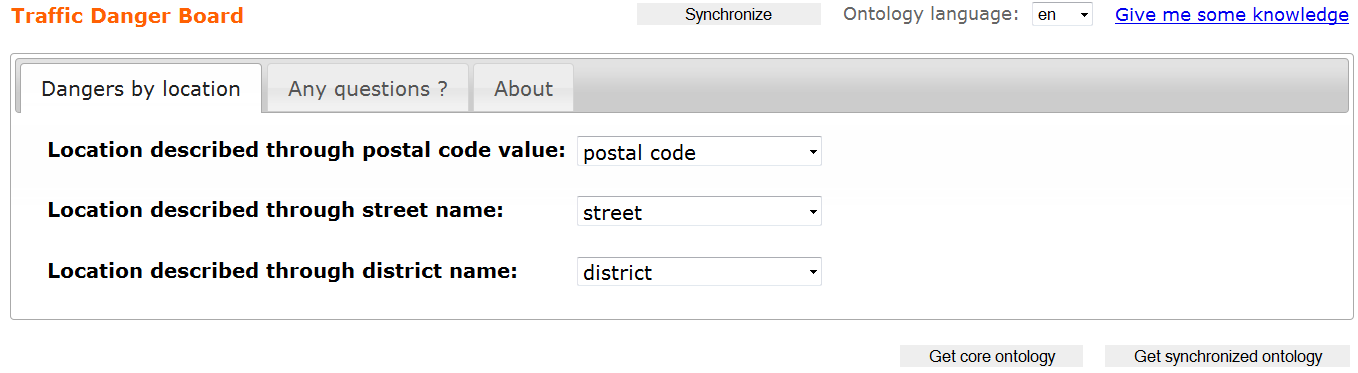 Traffic Danger Board Synchronize Ontology language: en Give me some knowledge
Dangers by location Any questions ? About
Location described through postal code value: postal code
Location described through street name: street
Location described through district name: district
Get core ontology Get synchronized ontology